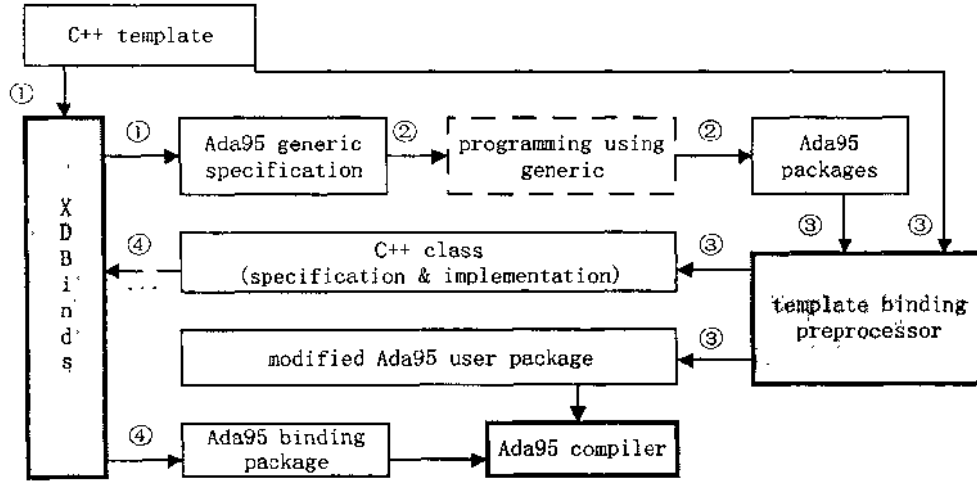 C++ template
①
①
Ada95 generic
specification
②
programming using
generic
②
Ada95
packages
XDBinds
③
③
④
C++ class
(specification & implementation)
③
template binding
preprocessor
modified Ada95 user package
③
④
Ada95 binding
package
Ada95 compiler